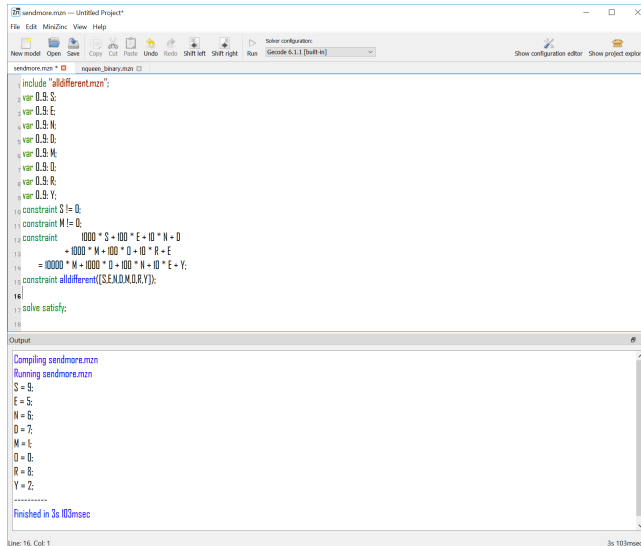 sendmore.mzn — Untitled Project*
File Edit MiniZinc View Help
New model Open Save Copy Cut Paste Undo Redo Shift left Shift right Run Solver configuration: Gecode 6.1.1 [built-in] Show configuration editor Show project explorer
sendmore.mzn * nqueen_binary.mzn
1 include "alldifferent.mzn";
2 var 0..9: S;
3 var 0..9: E;
4 var 0..9: N;
5 var 0..9: D;
6 var 0..9: M;
7 var 0..9: O;
8 var 0..9: R;
9 var 0..9: Y;
10 constraint S != 0;
11 constraint M != 0;
12 constraint 1000 * S + 100 * E + 10 * N + D
13 + 1000 * M + 100 * O + 10 * R + E
14 = 10000 * M + 1000 * O + 100 * N + 10 * E + Y;
15 constraint alldifferent([S,E,N,D,M,O,R,Y]);
16
17 solve satisfy;
18
Output
Compiling sendmore.mzn
Running sendmore.mzn
S = 9;
E = 5;
N = 6;
D = 7;
M = 1;
O = 0;
R = 8;
Y = 2;
----------
Finished in 3s 103msec
Line: 16, Col: 1 3s 103msec